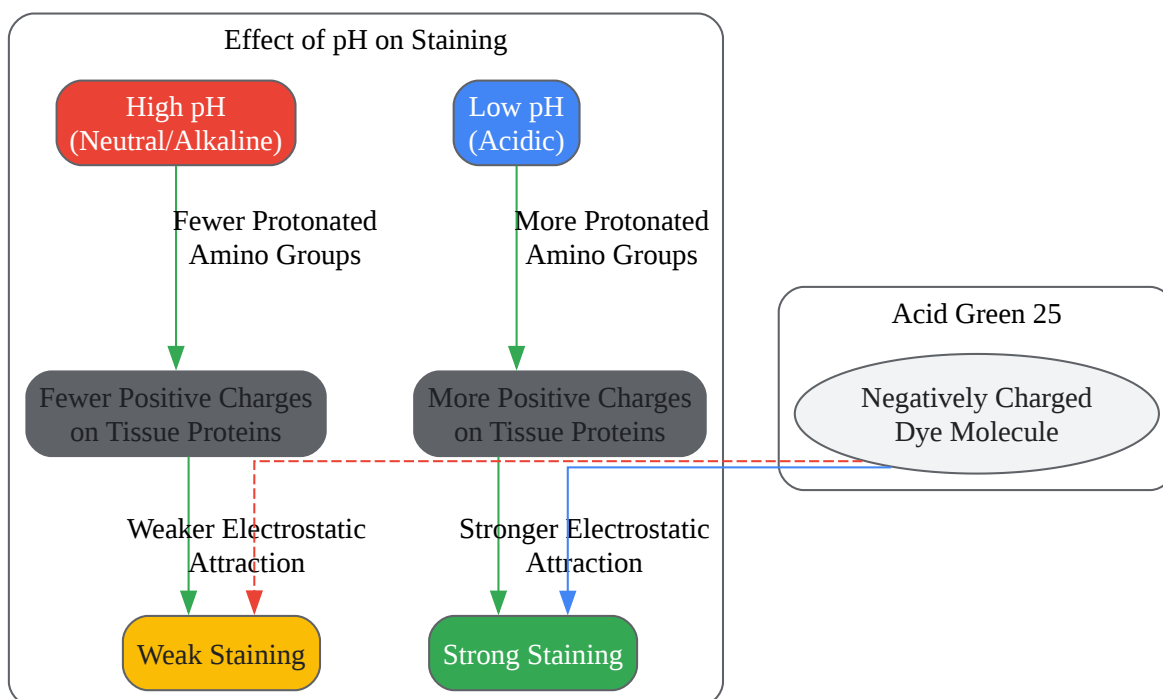 Effect of pH on Staining
High pH
(Neutral/Alkaline)
Low pH
(Acidic)
Fewer Protonated
Amino Groups
More Protonated
Amino Groups
Acid Green 25
Negatively Charged
Dye Molecule
Fewer Positive Charges
on Tissue Proteins
More Positive Charges
on Tissue Proteins
Weaker Electrostatic
Attraction
Stronger Electrostatic
Attraction
Weak Staining
Strong Staining